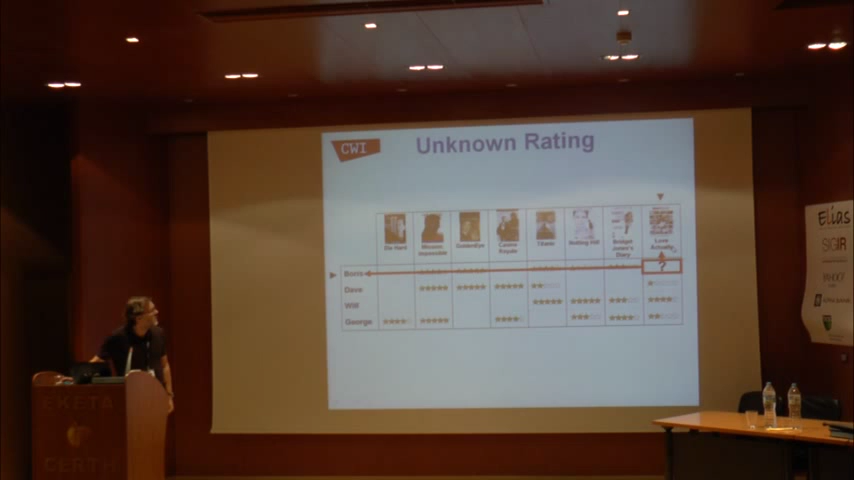 CWI
Unknown Rating
Die Hard
Mission: Impossible
GoldenEye
Casino Royale
Titanic
Notting Hill
Bridget Jones's Diary
Love Actually
Boris
?
Dave
Will
George
Elias
SIGIR
YAHOO!
EKETA
CERTH